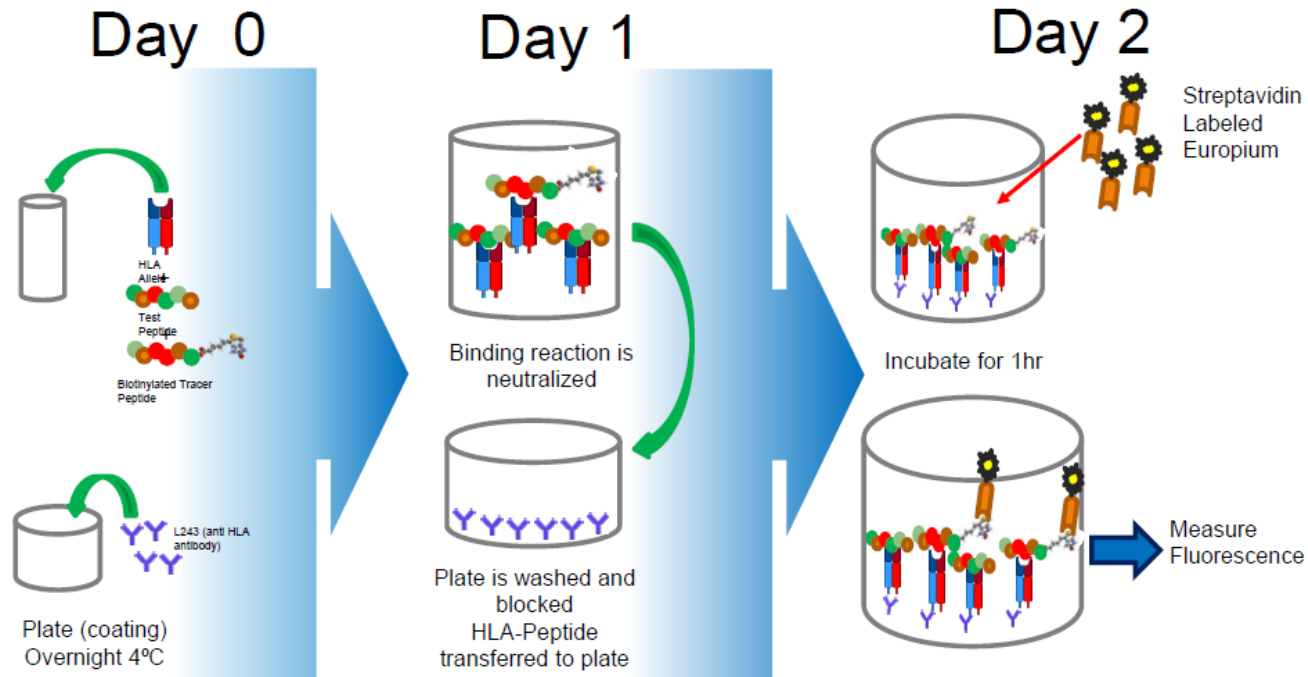 Day 0
HLA
Allele
+
Test
Peptide
+
Biotinylated Tracer
Peptide
L243 (anti HLA
antibody)
Plate (coating)
Overnight 4ºC
Day 1
Binding reaction is
neutralized
Plate is washed and
blocked
HLA-Peptide
transferred to plate
Day 2
Streptavidin
Labeled
Europium
Incubate for 1hr
Measure
Fluorescence